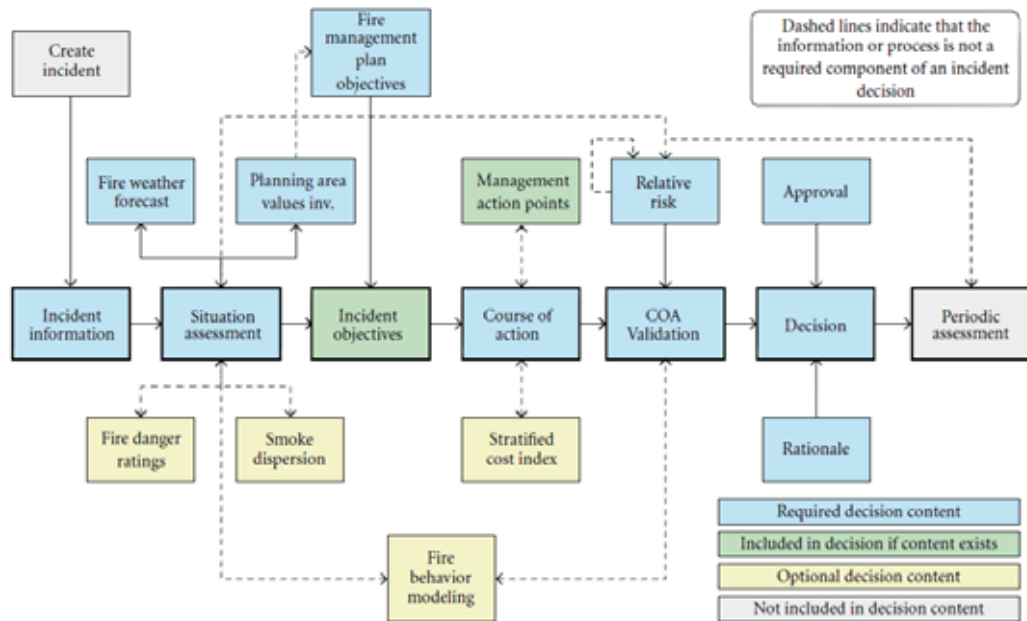 Create
incident
Fire
management
plan
objectives
Dashed lines indicate that the
information or process is not a
required component of an incident
decision
Fire weather
forecast
Planning area
values inv.
Management
action points
Relative
risk
Approval
Incident
information
Situation
assessment
Incident
objectives
Course of
action
COA
Validation
Decision
Periodic
assessment
Fire danger
ratings
Smoke
dispersion
Stratified
cost index
Rationale
Fire
behavior
modeling
Required decision content
Included in decision if content exists
Optional decision content
Not included in decision content